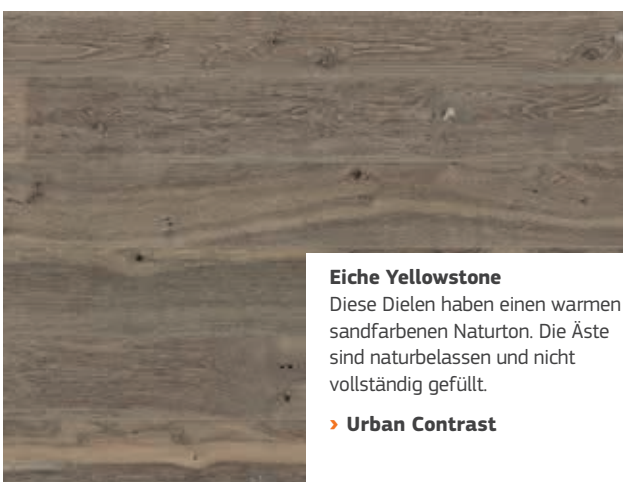 Eiche Yellowstone
Diese Dielen haben einen warmen
sandfarbenen Naturton. Die Äste
sind naturbelassen und nicht
vollständig gefüllt.
› Urban Contrast